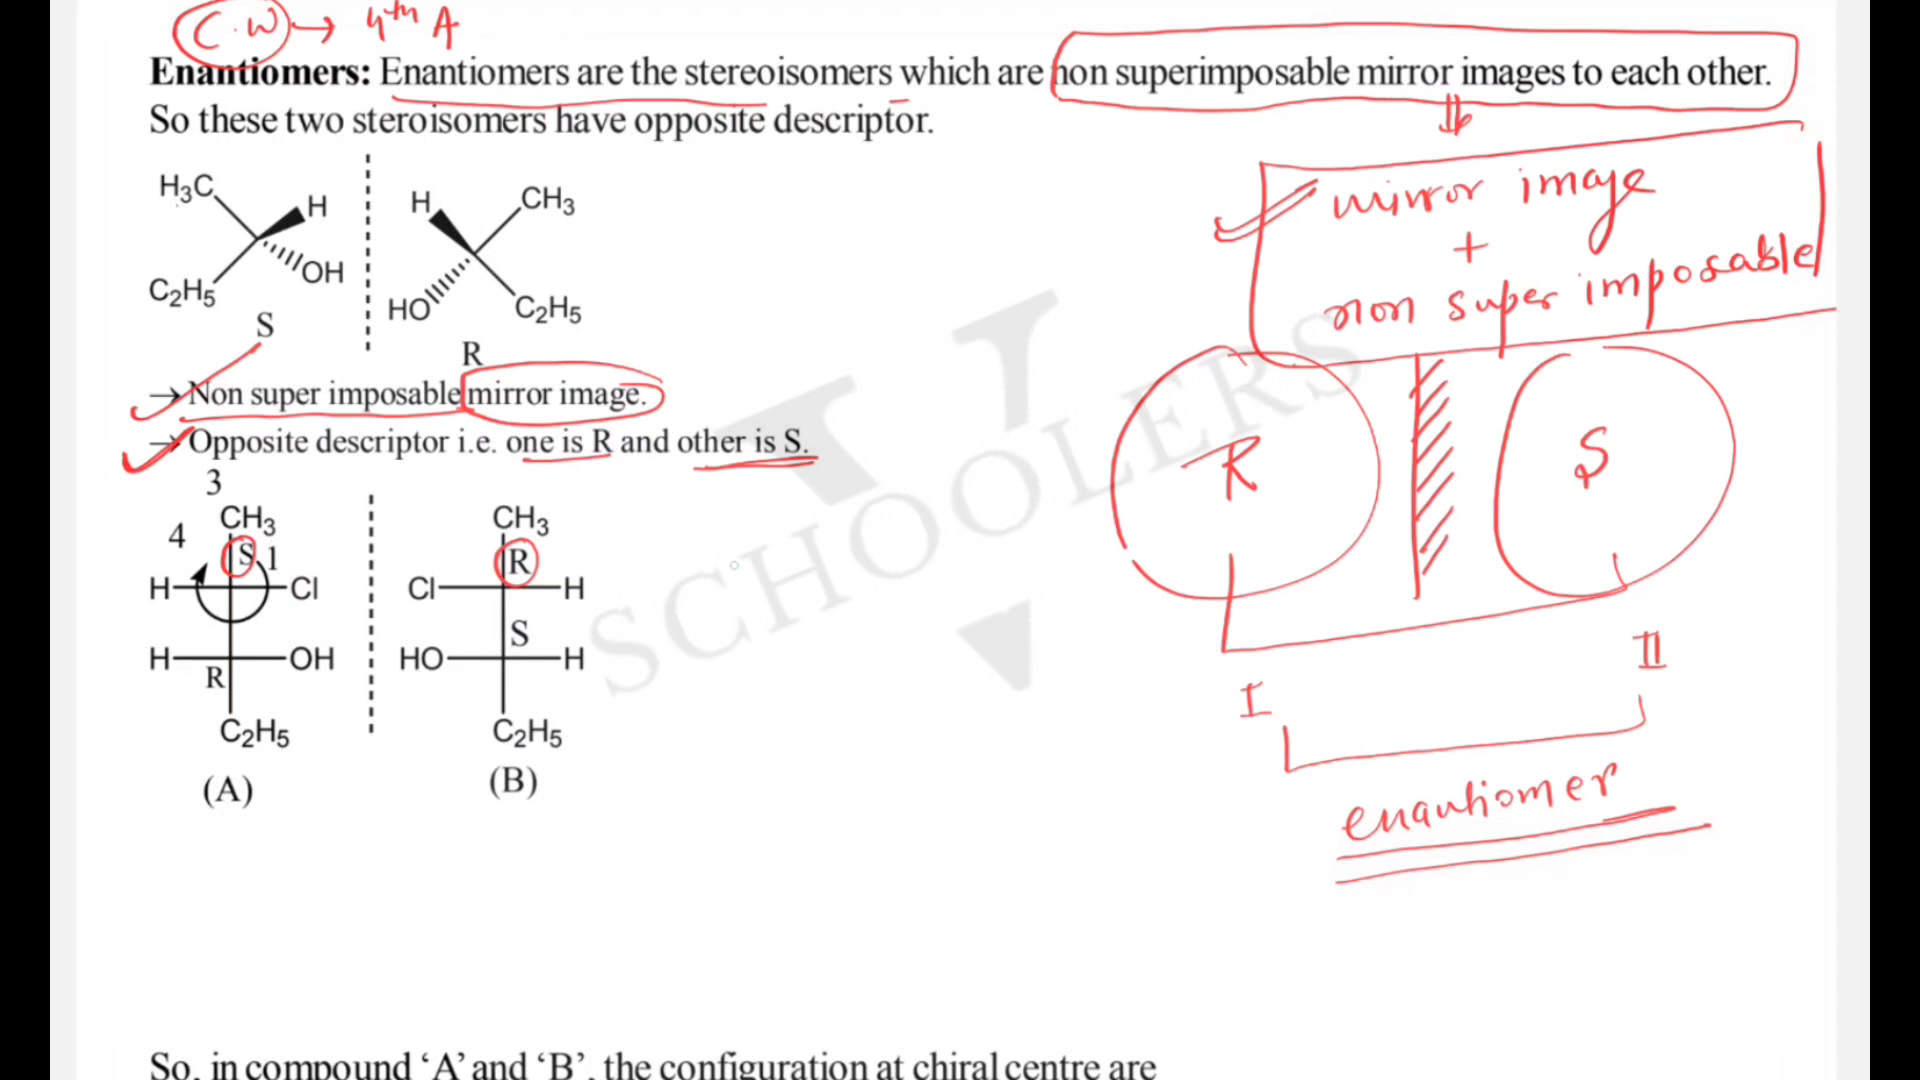 C.W → 4th A
Enantiomers: Enantiomers are the stereoisomers which are non superimposable mirror images to each other.
So these two steroisomers have opposite descriptor.
mirror image
+
non super imposable
H3C H OH C2H5
S
H CH3 HO C2H5
R
→ Non super imposable mirror image.
→ Opposite descriptor i.e. one is R and other is S.
R S
I II
enantiomer
3
4 CH3
S 1
H Cl
H OH
R
C2H5
(A)
CH3
R
Cl H
S
HO H
C2H5
(B)
SCHOOLERS
So, in compound ‘A’ and ‘B’, the configuration at chiral centre are